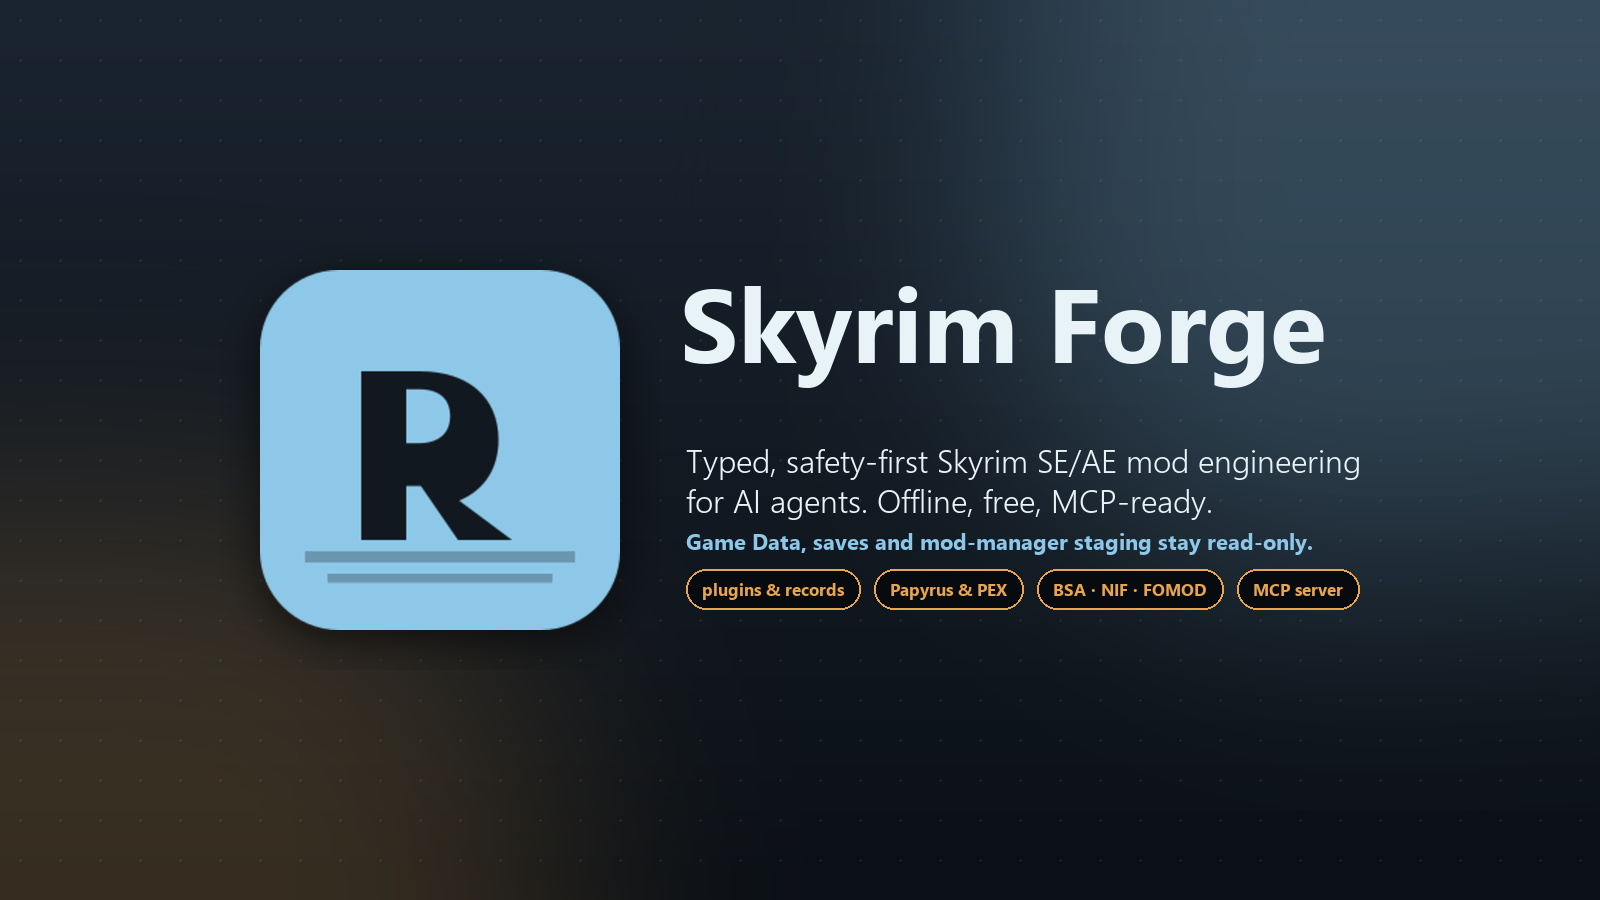 R
Skyrim Forge
Typed, safety-first Skyrim SE/AE mod engineering
for AI agents. Offline, free, MCP-ready.
Game Data, saves and mod-manager staging stay read-only.
plugins & records
Papyrus & PEX
BSA · NIF · FOMOD
MCP server